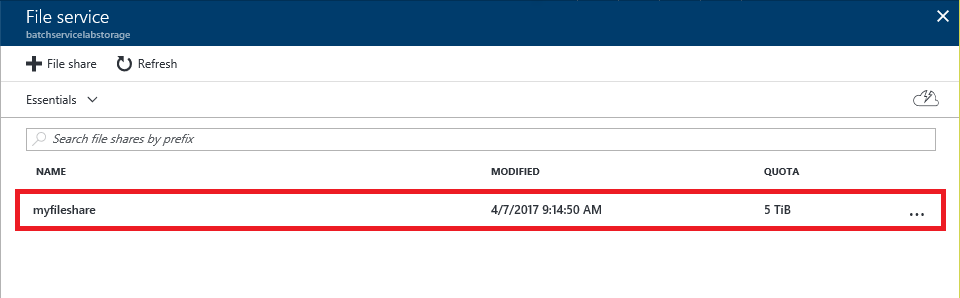 File service
batchservicelabstorage
File share Refresh
Essentials
Search file shares by prefix
NAME MODIFIED QUOTA
myfileshare 4/7/2017 9:14:50 AM 5 TiB ...